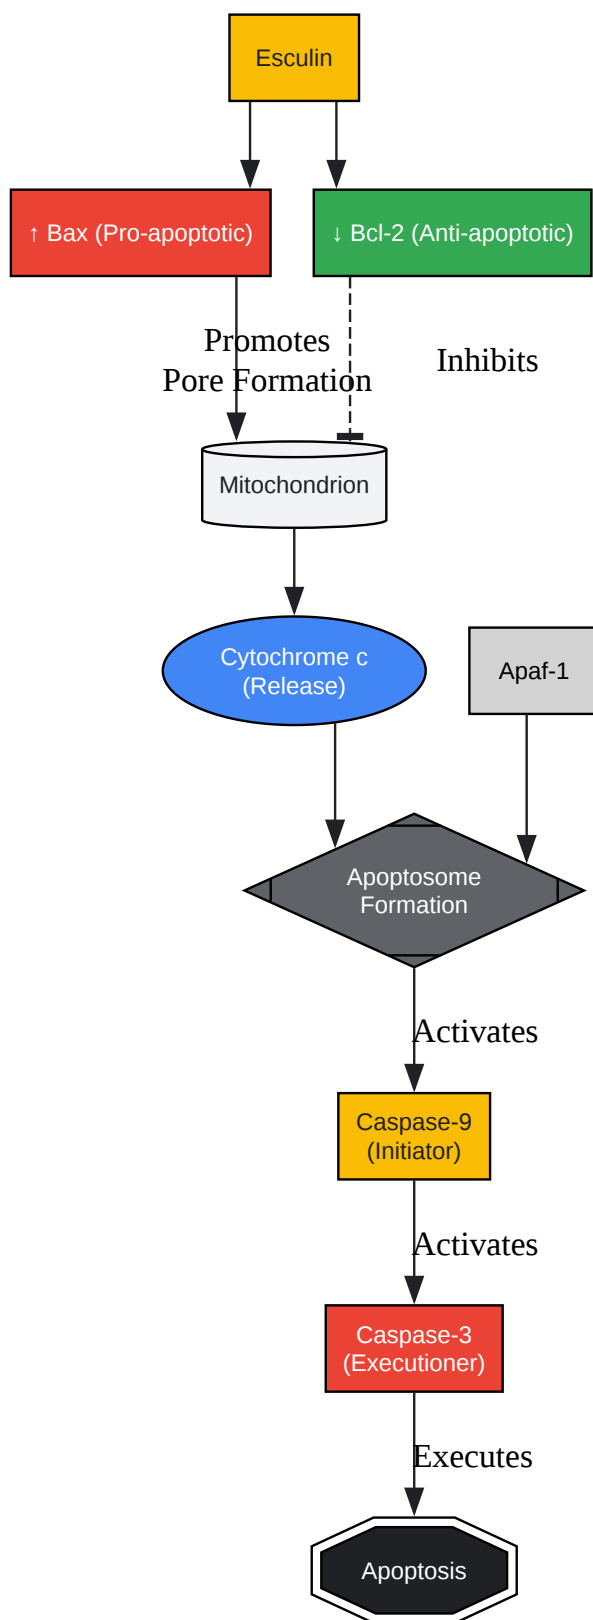 Esculin
↑ Bax (Pro-apoptotic)
↓ Bcl-2 (Anti-apoptotic)
Promotes
Pore Formation
Inhibits
Mitochondrion
Cytochrome c
(Release)
Apaf-1
Apoptosome
Formation
Activates
Caspase-9
(Initiator)
Activates
Caspase-3
(Executioner)
Executes
Apoptosis